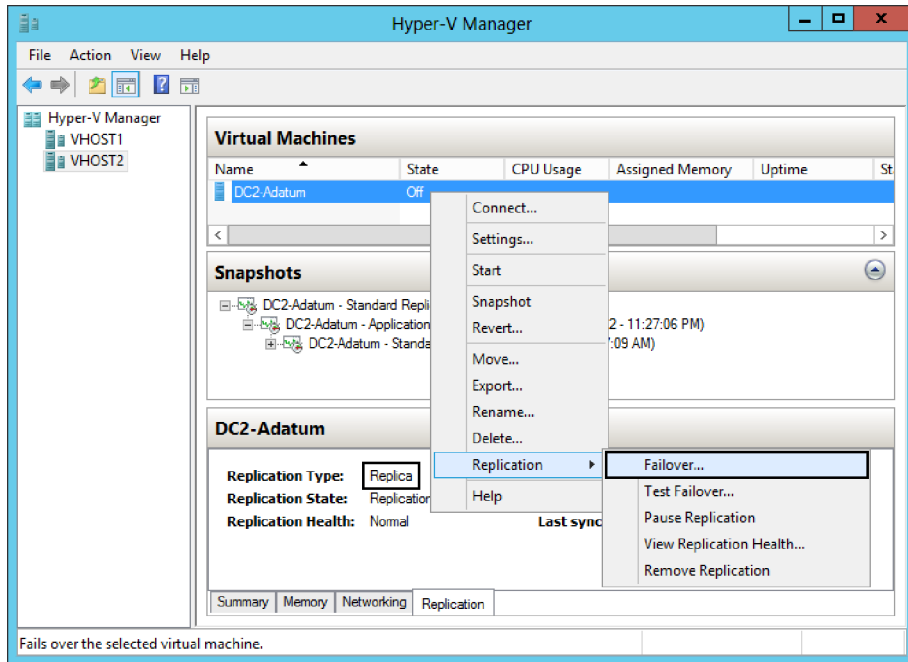 Hyper-V Manager
File Action View Help
Hyper-V Manager
VHOST1
VHOST2
Virtual Machines
Name State CPU Usage Assigned Memory Uptime St
DC2-Adatum Off
Connect...
Settings...
Start
Snapshot
Revert...
Move...
Export...
Rename...
Delete...
Replication
Help
Failover...
Test Failover...
Pause Replication
View Replication Health...
Remove Replication
Snapshots
DC2-Adatum - Standard Repli
DC2-Adatum - Application 2 - 11:27:06 PM)
DC2-Adatum - Standa :09 AM)
DC2-Adatum
Replication Type: Replica
Replication State: Replication
Replication Health: Normal Last sync
Summary Memory Networking Replication
Fails over the selected virtual machine.